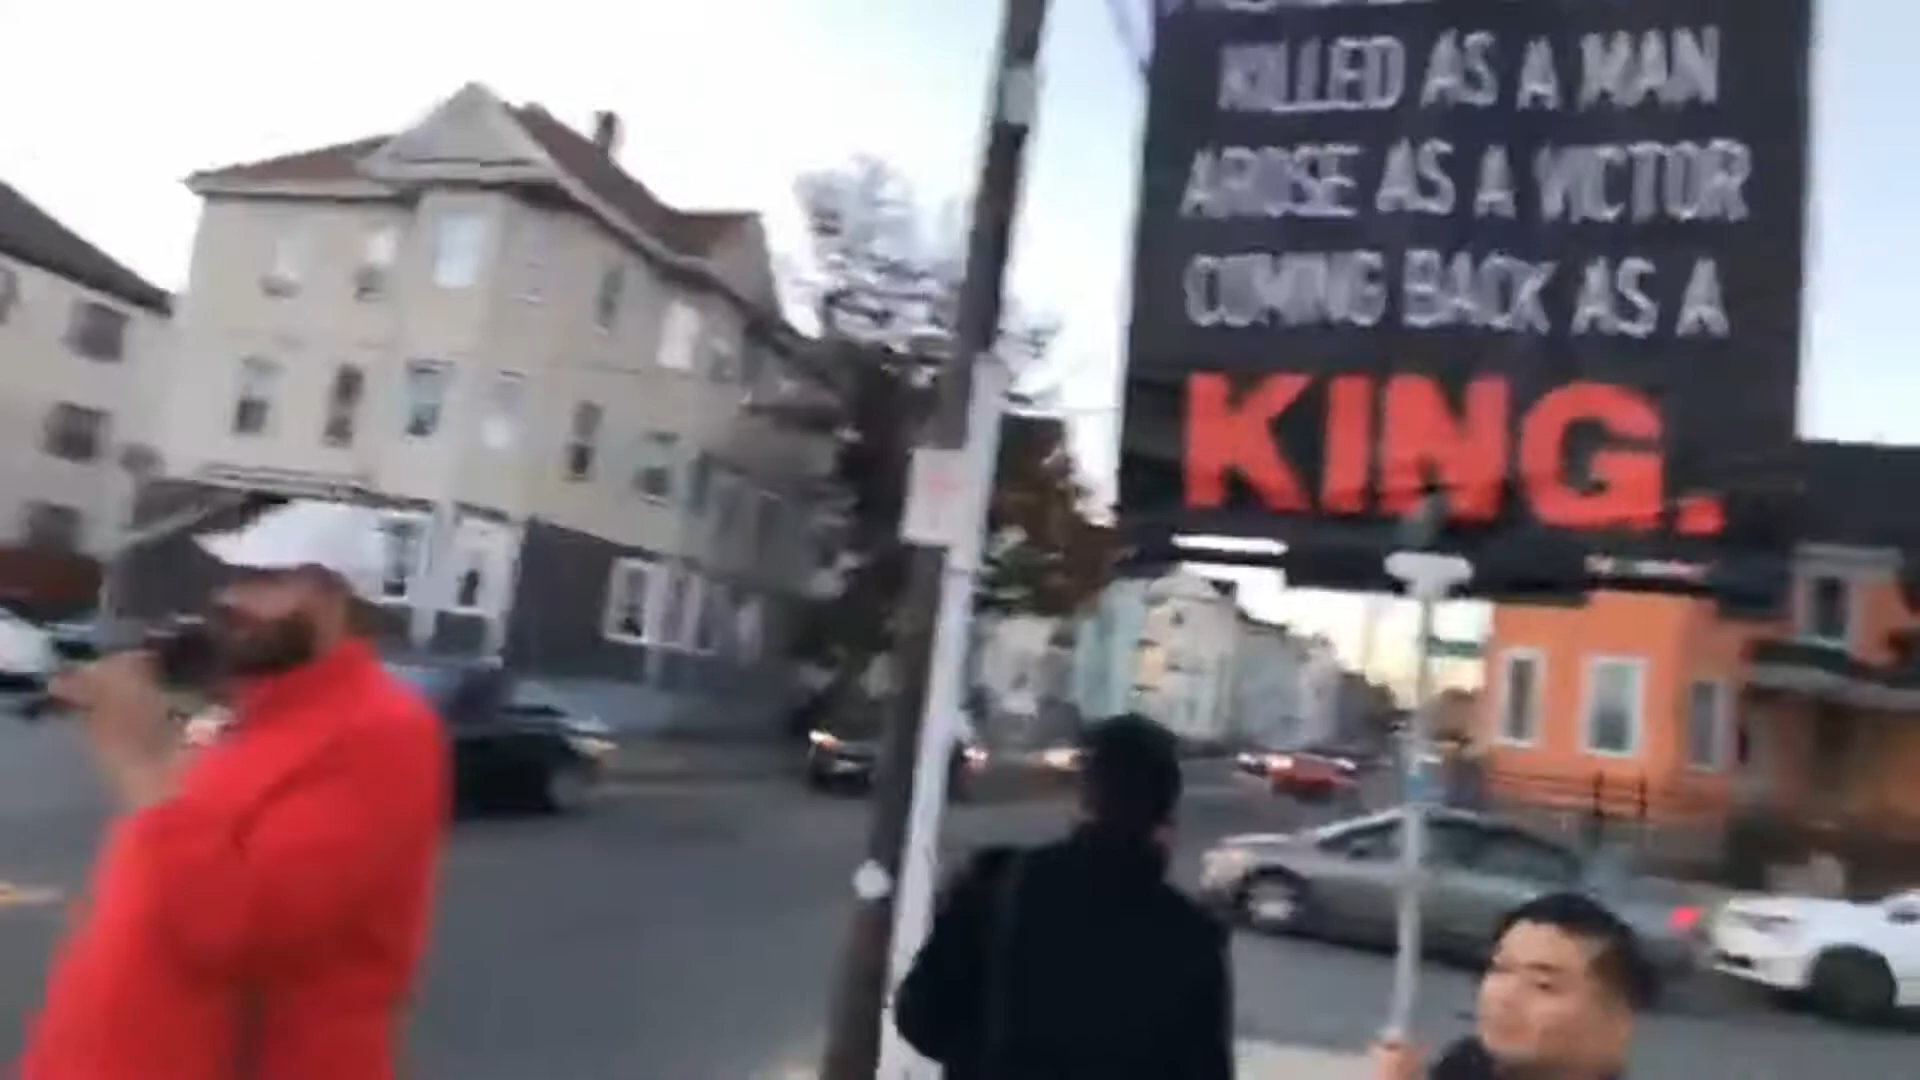 KILLED AS A MAN
AROSE AS A VICTOR
COMING BACK AS A
KING.